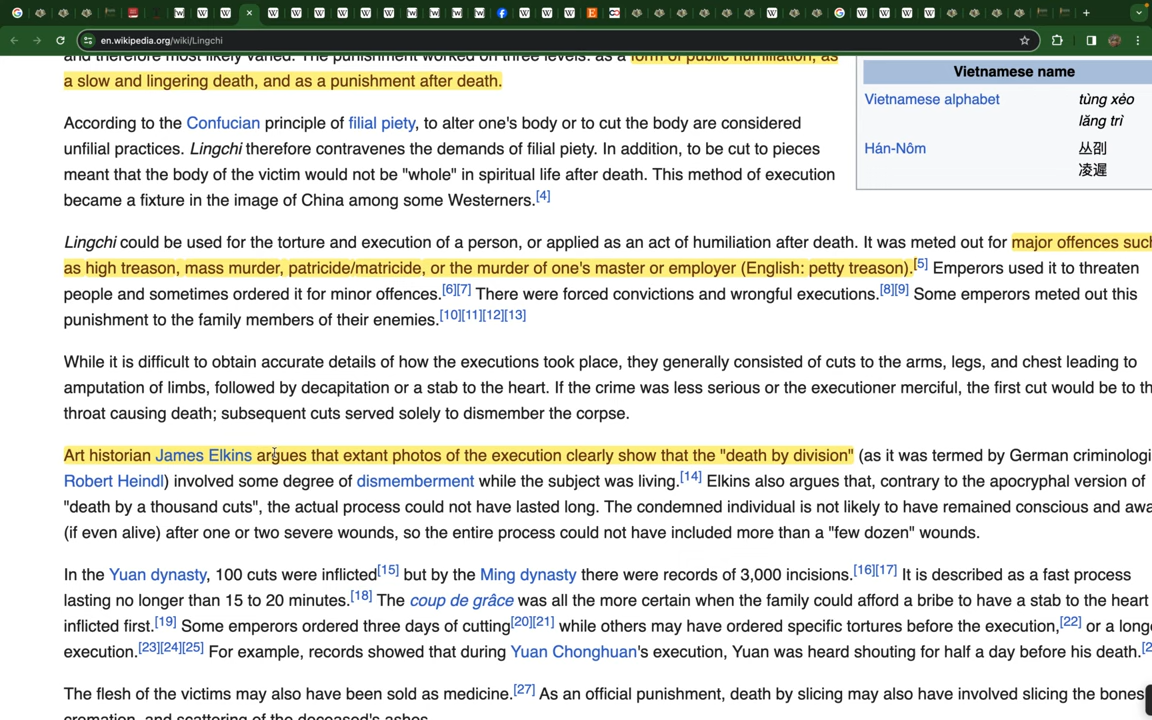 en.wikipedia.org/wiki/Lingchi
and therefore most likely varied. The punishment worked on three levels: as a form of public humiliation, as
a slow and lingering death, and as a punishment after death.
According to the Confucian principle of filial piety, to alter one's body or to cut the body are considered
unfilial practices. Lingchi therefore contravenes the demands of filial piety. In addition, to be cut to pieces
meant that the body of the victim would not be "whole" in spiritual life after death. This method of execution
became a fixture in the image of China among some Westerners.[4]
Vietnamese name
Vietnamese alphabet tùng xẻo
lăng trì
Hán-Nôm 丛刟
凌遲
Lingchi could be used for the torture and execution of a person, or applied as an act of humiliation after death. It was meted out for major offences such
as high treason, mass murder, patricide/matricide, or the murder of one's master or employer (English: petty treason).[5] Emperors used it to threaten
people and sometimes ordered it for minor offences.[6][7] There were forced convictions and wrongful executions.[8][9] Some emperors meted out this
punishment to the family members of their enemies.[10][11][12][13]
While it is difficult to obtain accurate details of how the executions took place, they generally consisted of cuts to the arms, legs, and chest leading to
amputation of limbs, followed by decapitation or a stab to the heart. If the crime was less serious or the executioner merciful, the first cut would be to th
throat causing death; subsequent cuts served solely to dismember the corpse.
Art historian James Elkins argues that extant photos of the execution clearly show that the "death by division" (as it was termed by German criminologi
Robert Heindl) involved some degree of dismemberment while the subject was living.[14] Elkins also argues that, contrary to the apocryphal version of
"death by a thousand cuts", the actual process could not have lasted long. The condemned individual is not likely to have remained conscious and awa
(if even alive) after one or two severe wounds, so the entire process could not have included more than a "few dozen" wounds.
In the Yuan dynasty, 100 cuts were inflicted[15] but by the Ming dynasty there were records of 3,000 incisions.[16][17] It is described as a fast process
lasting no longer than 15 to 20 minutes.[18] The coup de grâce was all the more certain when the family could afford a bribe to have a stab to the heart
inflicted first.[19] Some emperors ordered three days of cutting[20][21] while others may have ordered specific tortures before the execution,[22] or a long
execution.[23][24][25] For example, records showed that during Yuan Chonghuan's execution, Yuan was heard shouting for half a day before his death.[2
The flesh of the victims may also have been sold as medicine.[27] As an official punishment, death by slicing may also have involved slicing the bones
cremation, and scattering of the deceased's ashes.